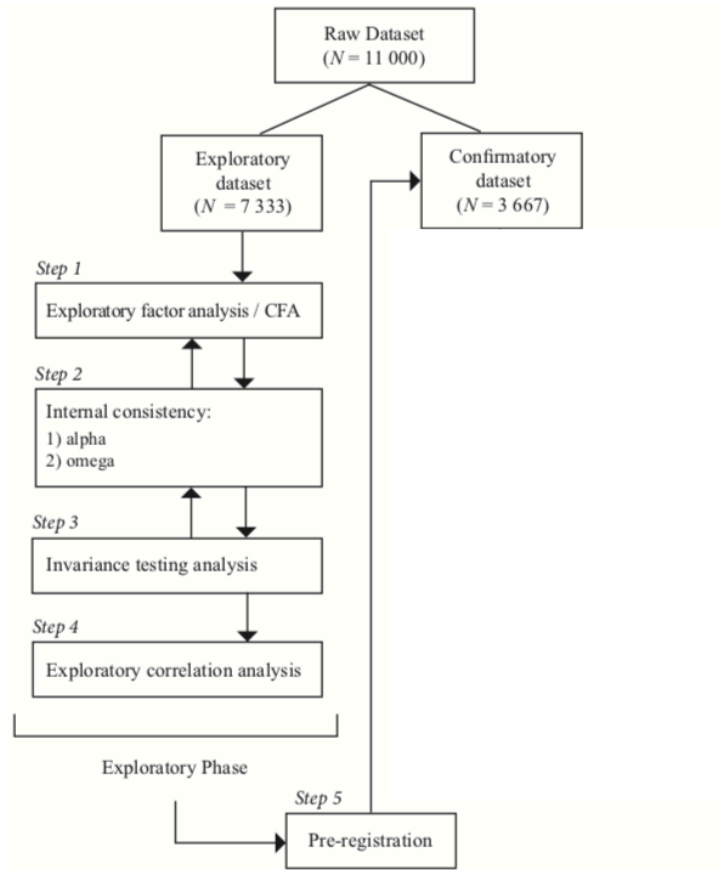 Raw Dataset
(N = 11 000)
Exploratory
dataset
(N = 7 333)
Confirmatory
dataset
(N = 3 667)
Step 1
Exploratory factor analysis / CFA
Step 2
Internal consistency:
1) alpha
2) omega
Step 3
Invariance testing analysis
Step 4
Exploratory correlation analysis
Exploratory Phase
Step 5
Pre-registration